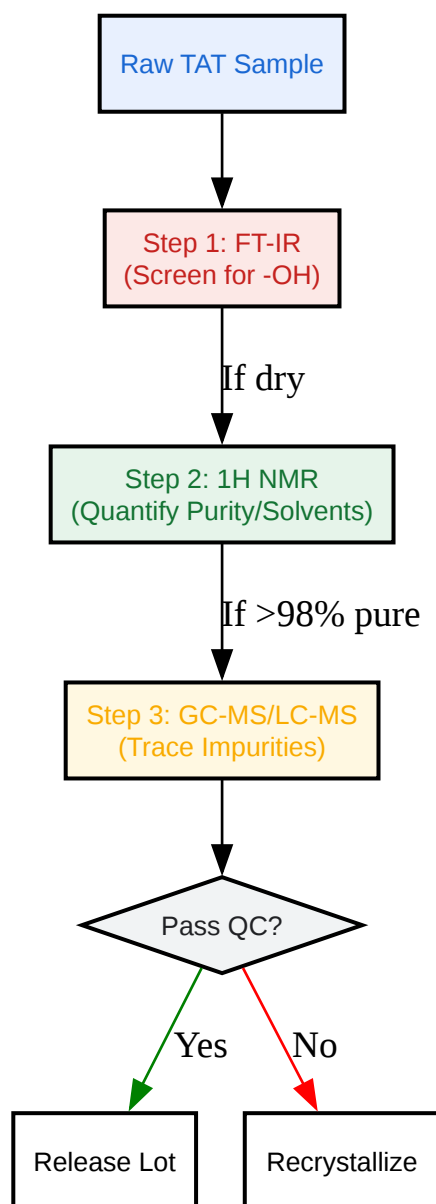 Raw TAT Sample
Step 1: FT-IR
(Screen for -OH)
If dry
Step 2: 1H NMR
(Quantify Purity/Solvents)
If >98% pure
Step 3: GC-MS/LC-MS
(Trace Impurities)
Pass QC?
Yes
No
Release Lot
Recrystallize